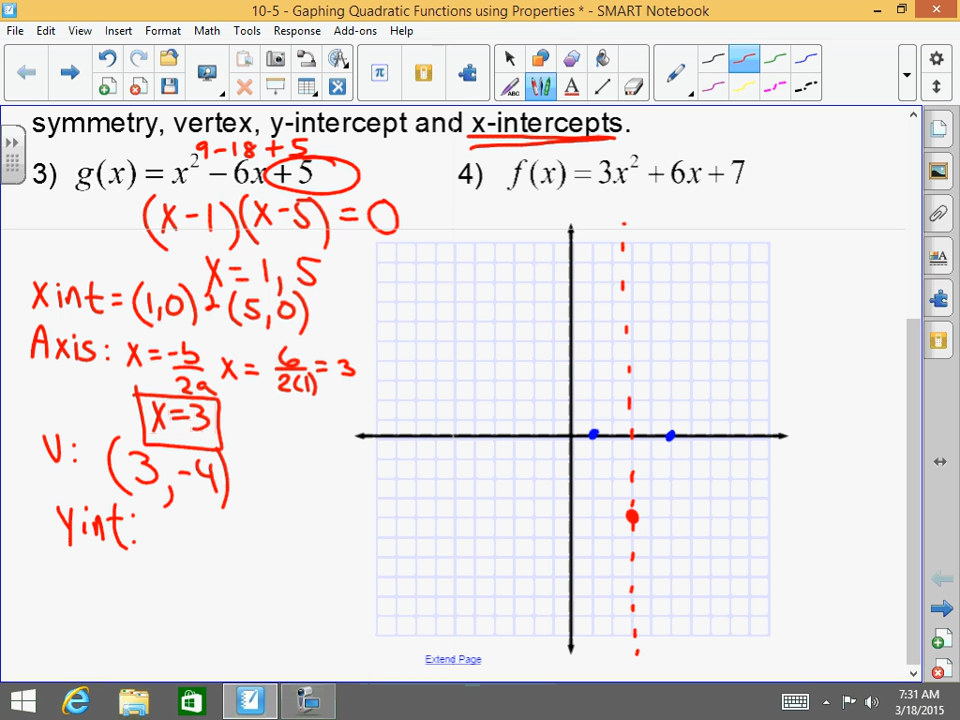 10-5 - Gaphing Quadratic Functions using Properties * - SMART Notebook
File Edit View Insert Format Math Tools Response Add-ons Help
symmetry, vertex, y-intercept and x-intercepts.
9 - 18 + 5
3) g(x) = x² − 6x + 5
4) f(x) = 3x² + 6x + 7
(x-1)(x-5) = 0
x = 1, 5
X int = (1,0) + (5,0)
Axis: x = -b/2a x = 6/2(1) = 3
x = 3
V: (3, -4)
Y int:
Extend Page
7:31 AM
3/18/2015